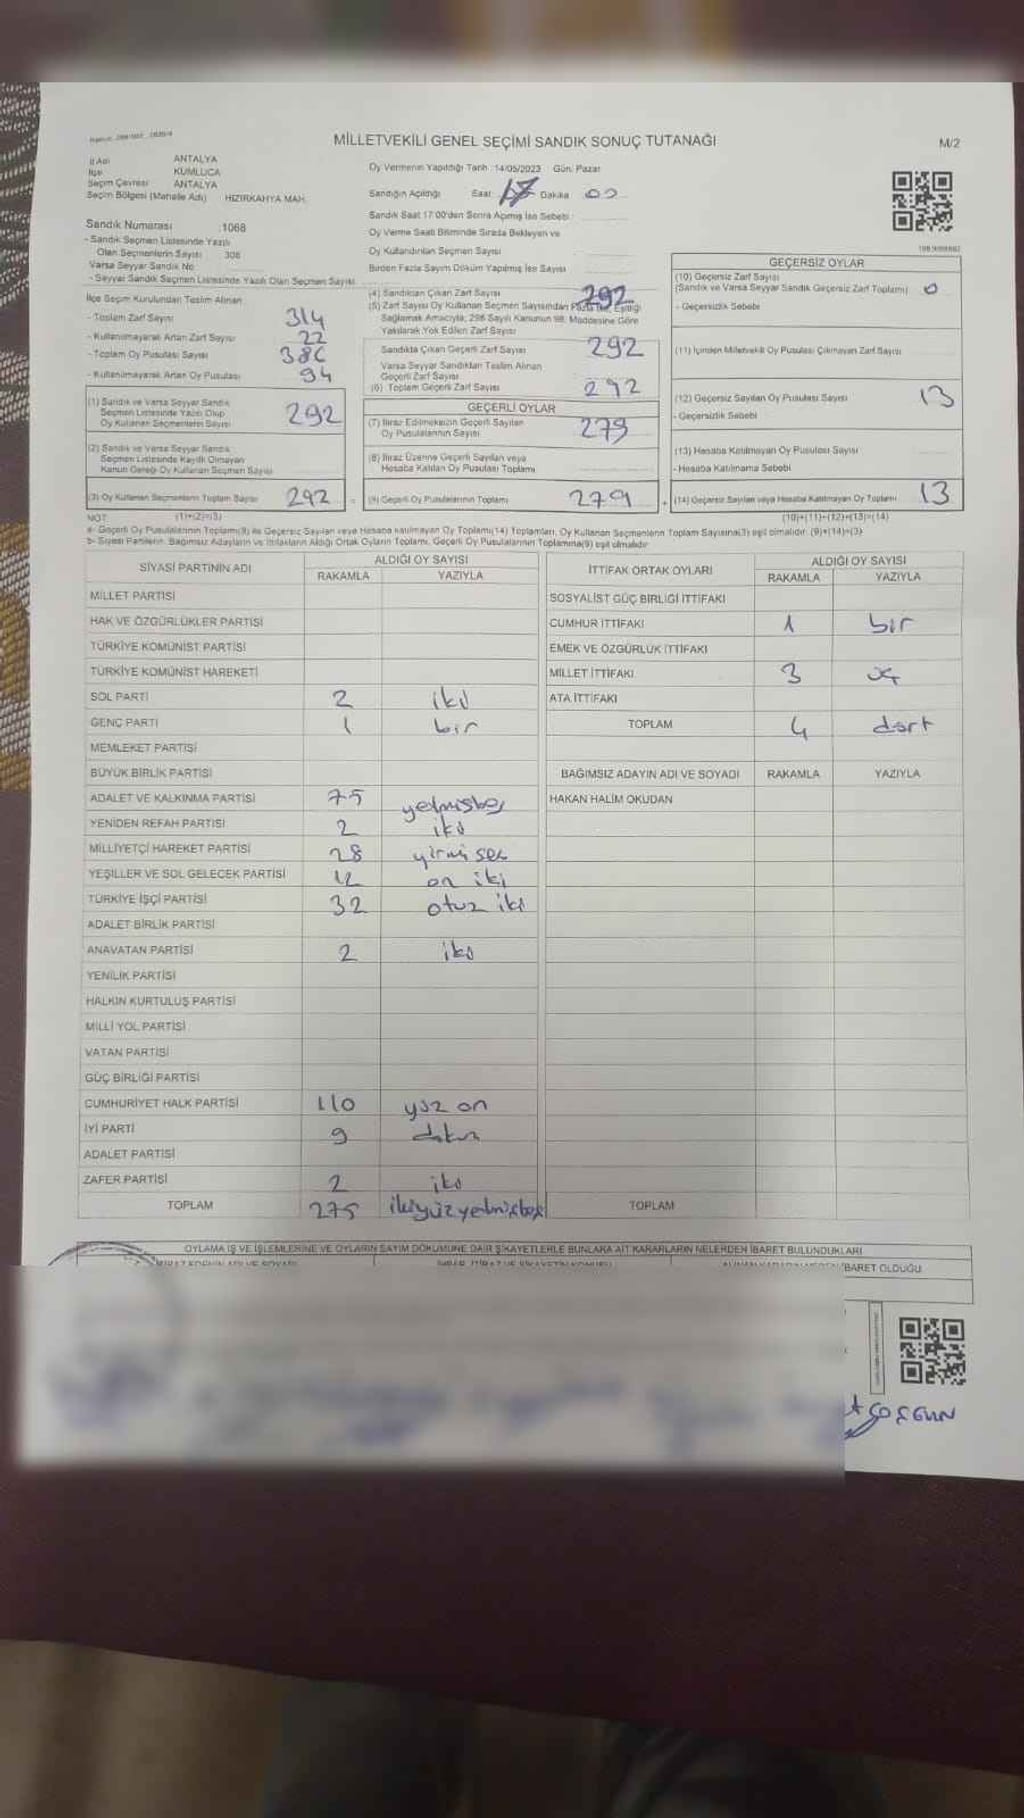 MİLLETVEKİLİ GENEL SEÇİMİ SANDIK SONUÇ TUTANAĞI
M/2
İl Adı ANTALYA
İlçe KUMLUCA
Seçim Çevresi ANTALYA
Seçim Bölgesi (Mahalle Adı) HIZIRKAHYA MAH.
Oy Vermenin Yapıldığı Tarih : 14/05/2023 Gün: Pazar
Sandığın Açıldığı Saat 17 Dakika 00
Sandık Saat 17:00'den Sonra Açılmış İse Sebebi :
Oy Verme Saati Bitiminde Sırada Bekleyen ve
Oy Kullandırılan Seçmen Sayısı
Birden Fazla Sayım Döküm Yapılmış İse Sayısı
Sandık Numarası : 1068
- Sandık Seçmen Listesinde Yazılı
Olan Seçmenlerin Sayısı 306
Varsa Seyyar Sandık No
- Seyyar Sandık Seçmen Listesinde Yazılı Olan Seçmen Sayısı
İlçe Seçim Kurulundan Teslim Alınan
- Toplam Zarf Sayısı 314
- Kullanılmayarak Artan Zarf Sayısı 22
- Toplam Oy Pusulası Sayısı 386
- Kullanılmayarak Artan Oy Pusulası 94
(1) Sandık ve Varsa Seyyar Sandık
Seçmen Listesinde Yazılı Olup
Oy Kullanan Seçmenlerin Sayısı 292
(2) Sandık ve Varsa Seyyar Sandık
Seçmen Listesinde Kayıtlı Olmayan
Kanun Gereği Oy Kullanan Seçmen Sayısı
(3) Oy Kullanan Seçmenlerin Toplam Sayısı 292
(1)+(2)=(3)
(4) Sandıktan Çıkan Zarf Sayısı 292
(5) Zarf Sayısı Oy Kullanan Seçmen Sayısından Fazla İse, Eşitliği
Sağlamak Amacıyla, 298 Sayılı Kanunun 98. Maddesine Göre
Yakılarak Yok Edilen Zarf Sayısı
Sandıkta Çıkan Geçerli Zarf Sayısı 292
Varsa Seyyar Sandıktan Teslim Alınan
Geçerli Zarf Sayısı
(6) Toplam Geçerli Zarf Sayısı 292
GEÇERLİ OYLAR
(7) İtiraz Edilmeksizin Geçerli Sayılan
Oy Pusulalarının Sayısı 279
(8) İtiraz Üzerine Geçerli Sayılan veya
Hesaba Katılan Oy Pusulası Toplamı
= (9) Geçerli Oy Pusulalarının Toplamı 279
GEÇERSİZ OYLAR
(10) Geçersiz Zarf Sayısı
(Sandık ve Varsa Seyyar Sandık Geçersiz Zarf Toplamı) 0
- Geçersizlik Sebebi
(11) İçinden Milletvekili Oy Pusulası Çıkmayan Zarf Sayısı
(12) Geçersiz Sayılan Oy Pusulası Sayısı 13
- Geçersizlik Sebebi
(13) Hesaba Katılmayan Oy Pusulası Sayısı
- Hesaba Katılmama Sebebi
+ (14) Geçersiz Sayılan veya Hesaba Katılmayan Oy Toplamı 13
(10)+(11)+(12)+(13)=(14)
NOT:
a- Geçerli Oy Pusulalarının Toplamı(9) ile Geçersiz Sayılan veya Hesaba katılmayan Oy Toplamı(14) Toplamları, Oy Kullanan Seçmenlerin Toplam Sayısına(3) eşit olmalıdır. (9)+(14)=(3)
b- Siyasi Partilerin, Bağımsız Adayların ve İttifakların Aldığı Ortak Oyların Toplamı, Geçerli Oy Pusulalarının Toplamına(9) eşit olmalıdır
SİYASİ PARTİNİN ADI ALDIĞI OY SAYISI
RAKAMLA YAZIYLA
MİLLET PARTİSİ
HAK VE ÖZGÜRLÜKLER PARTİSİ
TÜRKİYE KOMÜNİST PARTİSİ
TÜRKİYE KOMÜNİST HAREKETİ
SOL PARTİ 2 iki
GENÇ PARTİ 1 bir
MEMLEKET PARTİSİ
BÜYÜK BİRLİK PARTİSİ
ADALET VE KALKINMA PARTİSİ 75 yetmişbeş
YENİDEN REFAH PARTİSİ 2 iki
MİLLİYETÇİ HAREKET PARTİSİ 28 yirmi sec
YEŞİLLER VE SOL GELECEK PARTİSİ 12 on iki
TÜRKİYE İŞÇİ PARTİSİ 32 otuz iki
ADALET BİRLİK PARTİSİ
ANAVATAN PARTİSİ 2 iki
YENİLİK PARTİSİ
HALKIN KURTULUŞ PARTİSİ
MİLLİ YOL PARTİSİ
VATAN PARTİSİ
GÜÇ BİRLİĞİ PARTİSİ
CUMHURİYET HALK PARTİSİ 110 yüz on
İYİ PARTİ 9 dokuz
ADALET PARTİSİ
ZAFER PARTİSİ 2 iki
TOPLAM 275 ikiyüzyetmişbeş
İTTİFAK ORTAK OYLARI ALDIĞI OY SAYISI
RAKAMLA YAZIYLA
SOSYALİST GÜÇ BİRLİĞİ İTTİFAKI
CUMHUR İTTİFAKI 1 bir
EMEK VE ÖZGÜRLÜK İTTİFAKI
MİLLET İTTİFAKI 3 üç
ATA İTTİFAKI
TOPLAM 4 dört
BAĞIMSIZ ADAYIN ADI VE SOYADI RAKAMLA YAZIYLA
HAKAN HALİM OKUDAN
TOPLAM
OYLAMA İŞ VE İŞLEMLERİNE VE OYLARIN SAYIM DÖKÜMÜNE DAİR ŞİKAYETLERLE BUNLARA AİT KARARLARIN NELERDEN İBARET BULUNDUKLARI
İBARET OLDUĞU